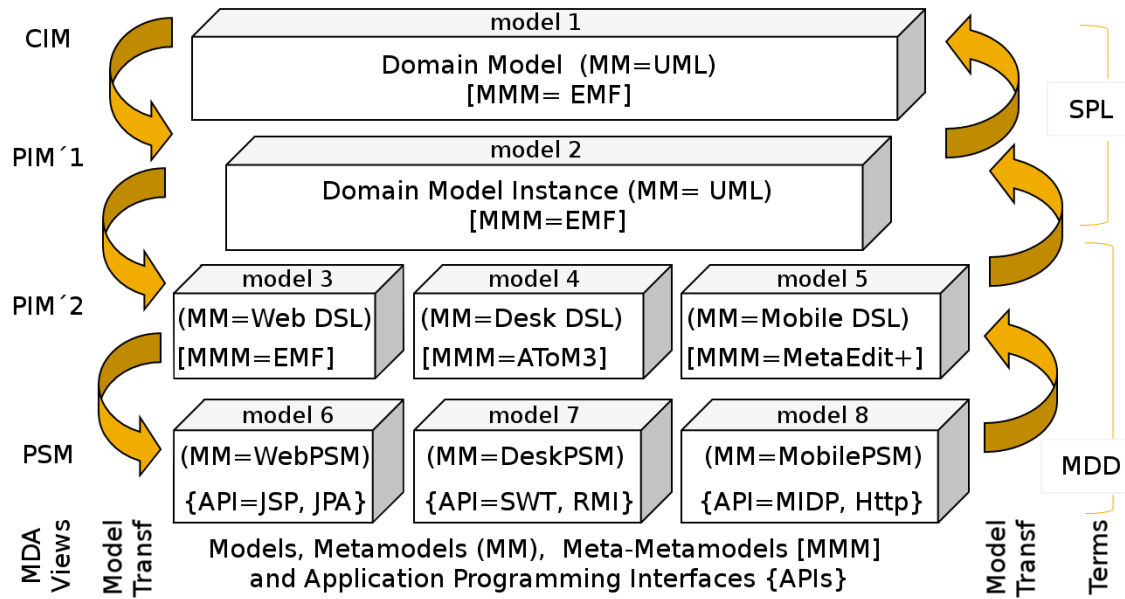 CIM
model 1
Domain Model  (MM=UML)
[MMM= EMF]
SPL
PIM´1
model 2
Domain Model Instance (MM= UML)
[MMM=EMF]
PIM´2
model 3
(MM=Web DSL)
[MMM=EMF]
model 4
(MM=Desk DSL)
[MMM=AToM3]
model 5
(MM=Mobile DSL)
[MMM=MetaEdit+]
PSM
model 6
(MM=WebPSM)
{API=JSP, JPA}
model 7
(MM=DeskPSM)
{API=SWT, RMI}
model 8
(MM=MobilePSM)
{API=MIDP, Http}
MDD
MDA
Views
Model
Transf
Models, Metamodels (MM),  Meta-Metamodels [MMM]
and Application Programming Interfaces {APIs}
Model
Transf
Terms